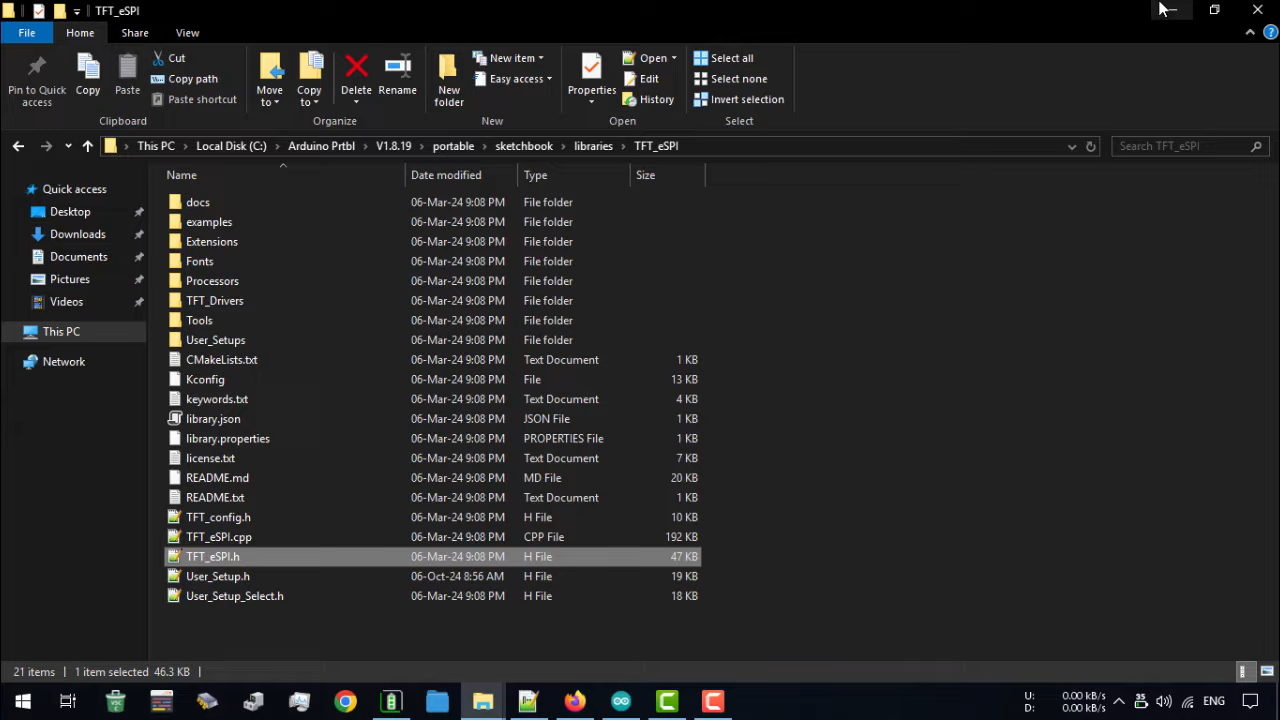 TFT_eSPI
File Home Share View
Pin to Quick access
Copy
Paste
Cut
Copy path
Paste shortcut
Clipboard
Move to
Copy to
Delete
Rename
Organize
New folder
New item
Easy access
New
Properties
Open
Edit
History
Open
Select all
Select none
Invert selection
Select
This PC Local Disk (C:) Arduino Prtbl V1.8.19 portable sketchbook libraries TFT_eSPI
Search TFT_eSPI
Quick access
Desktop
Downloads
Documents
Pictures
Videos
This PC
Network
Name Date modified Type Size
docs 06-Mar-24 9:08 PM File folder
examples 06-Mar-24 9:08 PM File folder
Extensions 06-Mar-24 9:08 PM File folder
Fonts 06-Mar-24 9:08 PM File folder
Processors 06-Mar-24 9:08 PM File folder
TFT_Drivers 06-Mar-24 9:08 PM File folder
Tools 06-Mar-24 9:08 PM File folder
User_Setups 06-Mar-24 9:08 PM File folder
CMakeLists.txt 06-Mar-24 9:08 PM Text Document 1 KB
Kconfig 06-Mar-24 9:08 PM File 13 KB
keywords.txt 06-Mar-24 9:08 PM Text Document 4 KB
library.json 06-Mar-24 9:08 PM JSON File 1 KB
library.properties 06-Mar-24 9:08 PM PROPERTIES File 1 KB
license.txt 06-Mar-24 9:08 PM Text Document 7 KB
README.md 06-Mar-24 9:08 PM MD File 20 KB
README.txt 06-Mar-24 9:08 PM Text Document 1 KB
TFT_config.h 06-Mar-24 9:08 PM H File 10 KB
TFT_eSPI.cpp 06-Mar-24 9:08 PM CPP File 192 KB
TFT_eSPI.h 06-Mar-24 9:08 PM H File 47 KB
User_Setup.h 06-Oct-24 8:56 AM H File 19 KB
User_Setup_Select.h 06-Mar-24 9:08 PM H File 18 KB
21 items 1 item selected 46.3 KB
U: 0.00 kB/s
D: 0.00 kB/s
35
ENG